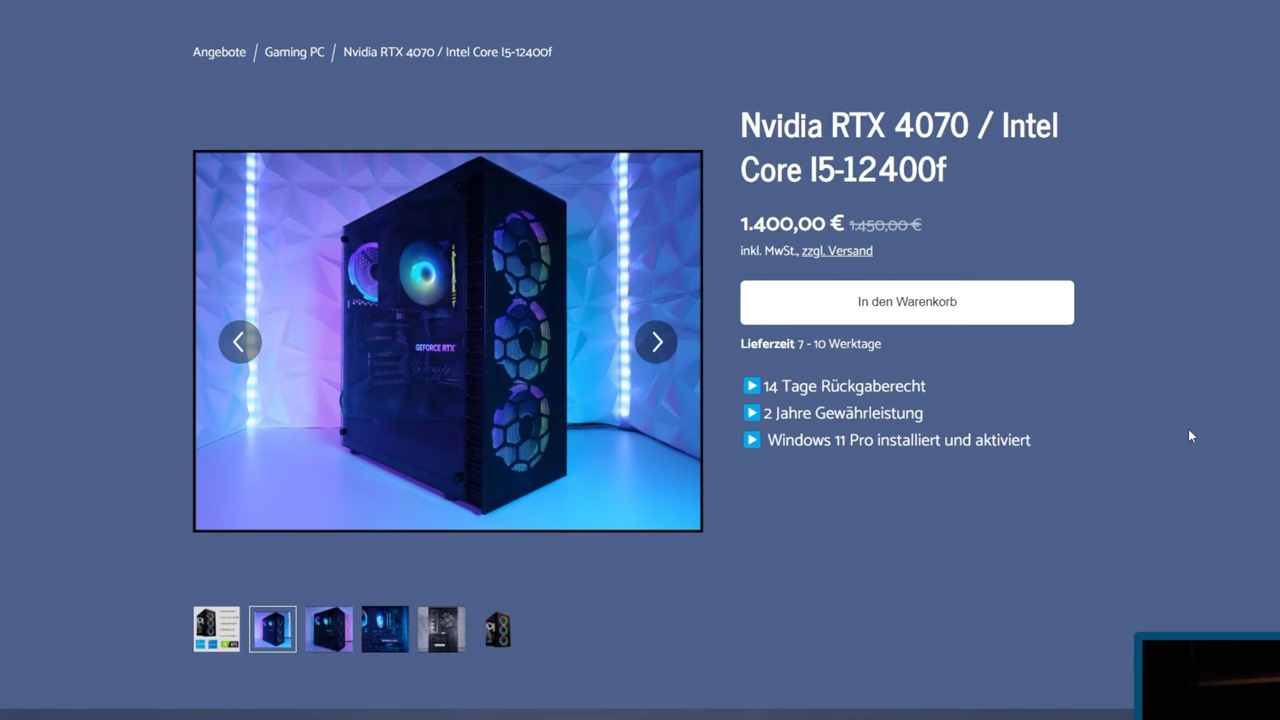 Angebote / Gaming PC / Nvidia RTX 4070 / Intel Core I5-12400f
Nvidia RTX 4070 / Intel
Core I5-12400f
1.400,00 € 1.450,00 €
inkl. MwSt., zzgl. Versand
In den Warenkorb
Lieferzeit 7 - 10 Werktage
14 Tage Rückgaberecht
2 Jahre Gewährleistung
Windows 11 Pro installiert und aktiviert
GEFORCE RTX